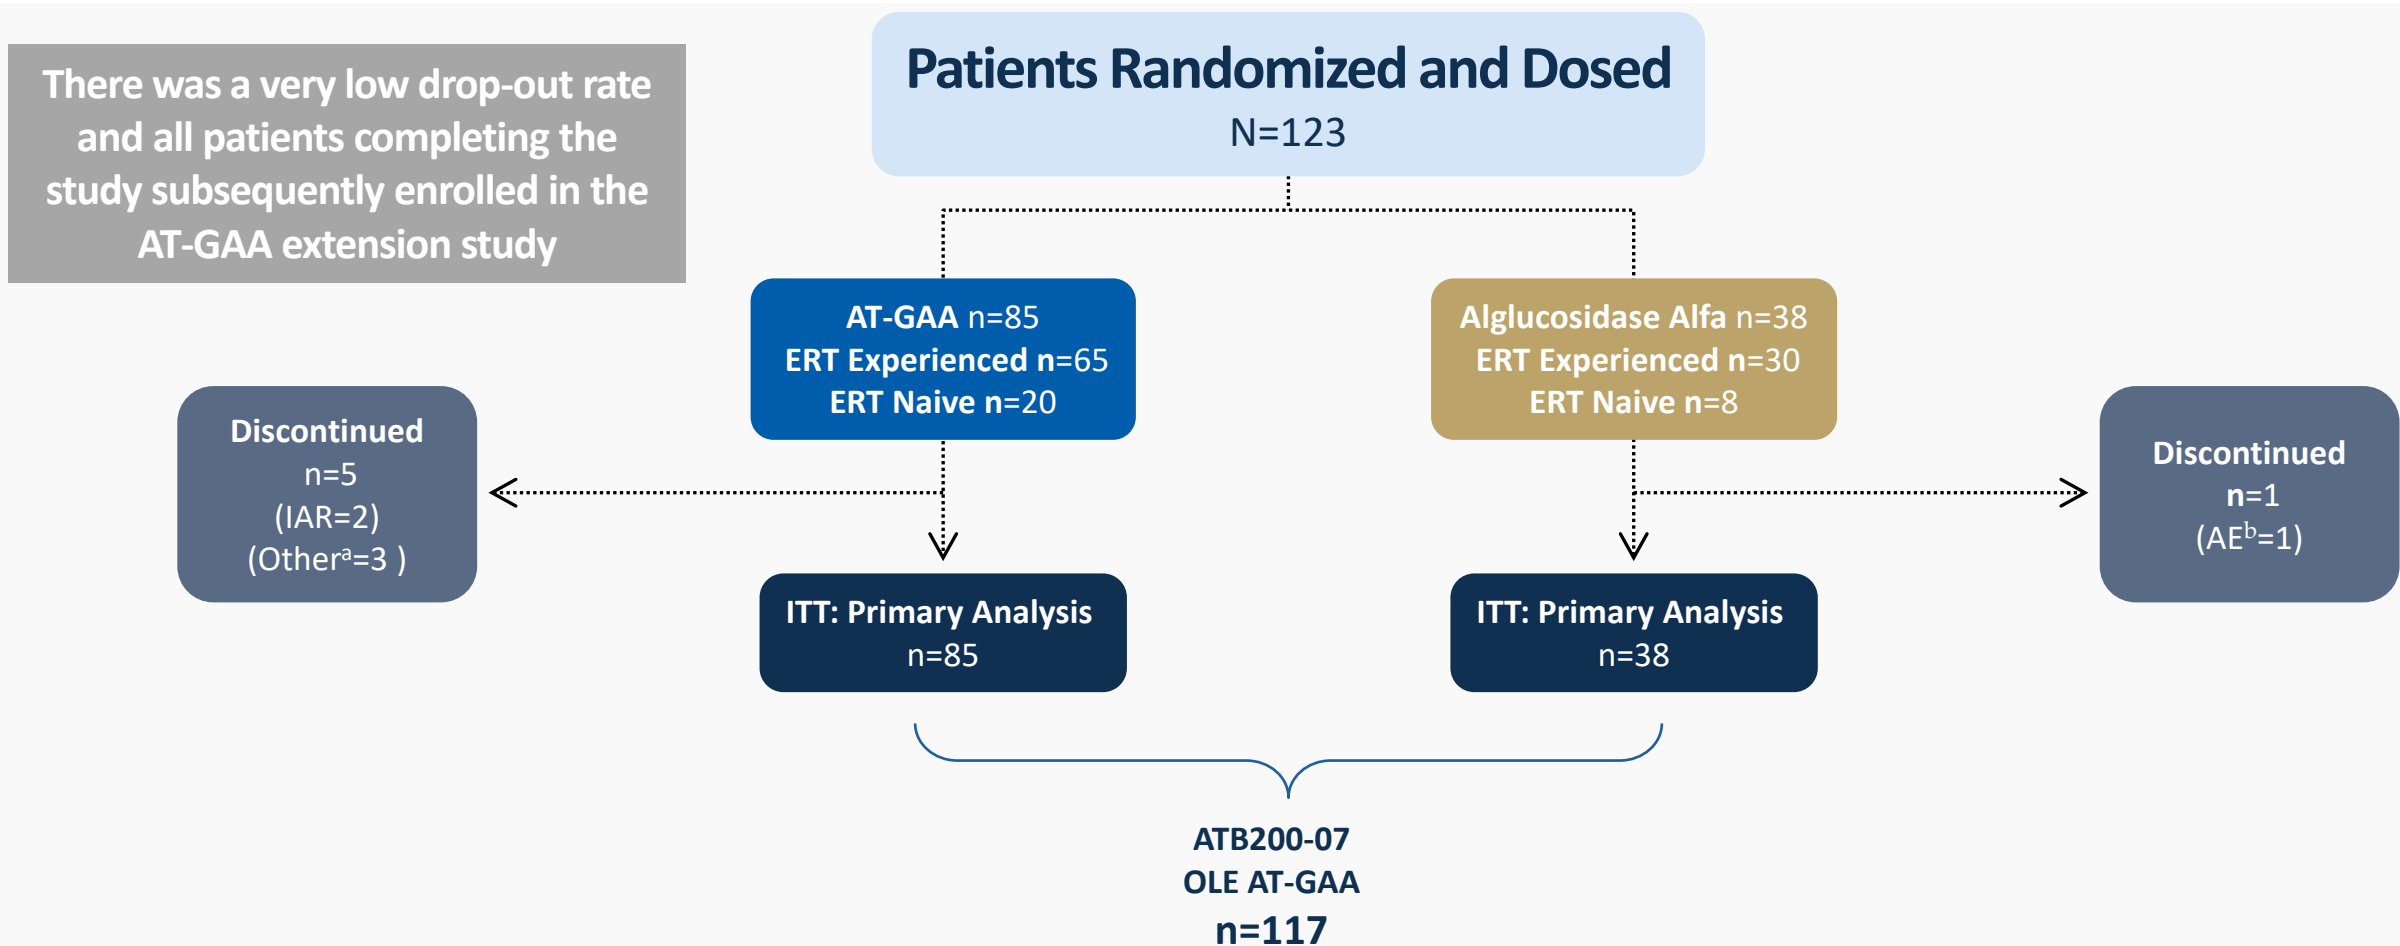 There was a very low drop-out rate
and all patients completing the
study subsequently enrolled in the
AT-GAA extension study
Patients Randomized and Dosed
N=123
AT-GAA n=85
ERT Experienced n=65
ERT Naive n=20
Alglucosidase Alfa n=38
ERT Experienced n=30
ERT Naive n=8
Discontinued
n=5
(IAR=2)
(Otherᵃ=3 )
Discontinued
n=1
(AEᵇ=1)
ITT: Primary Analysis
n=85
ITT: Primary Analysis
n=38
ATB200-07
OLE AT-GAA
n=117